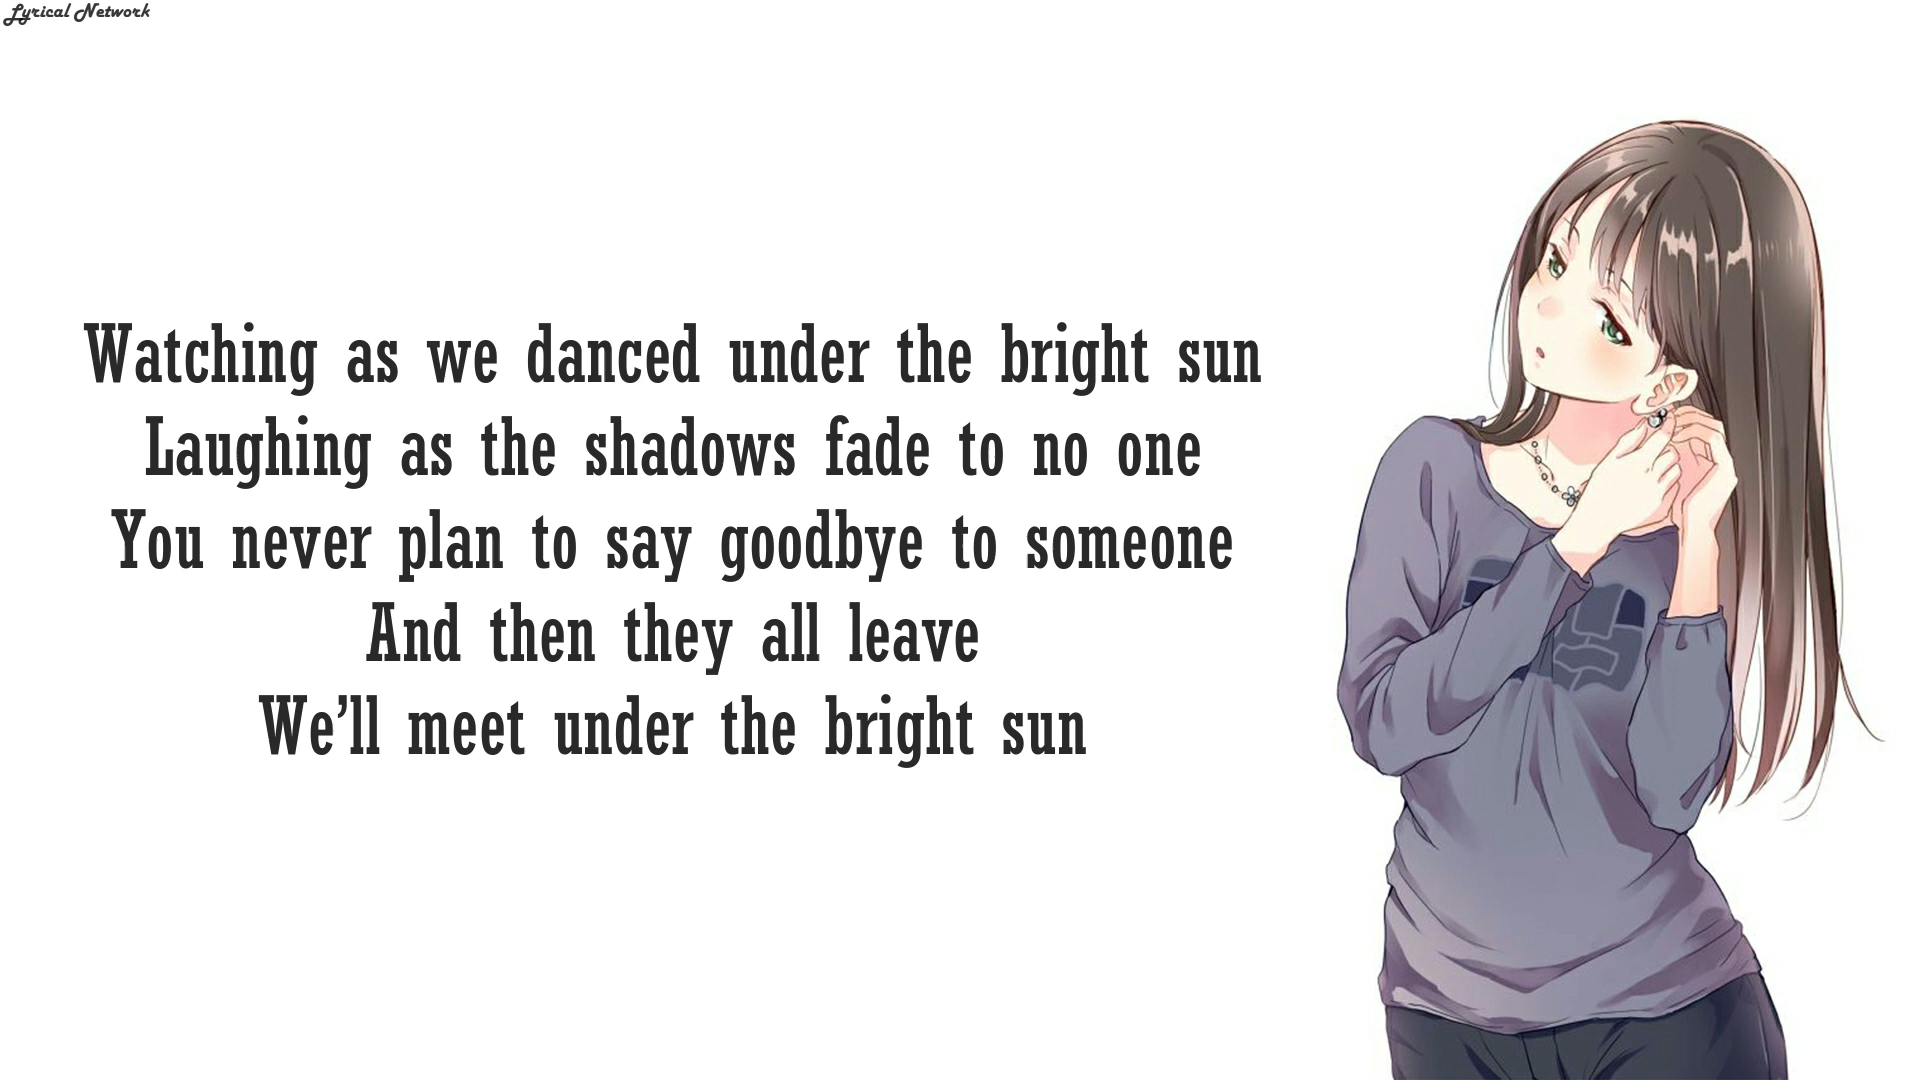 Lyrical Network
Watching as we danced under the bright sun
Laughing as the shadows fade to no one
You never plan to say goodbye to someone
And then they all leave
We’ll meet under the bright sun